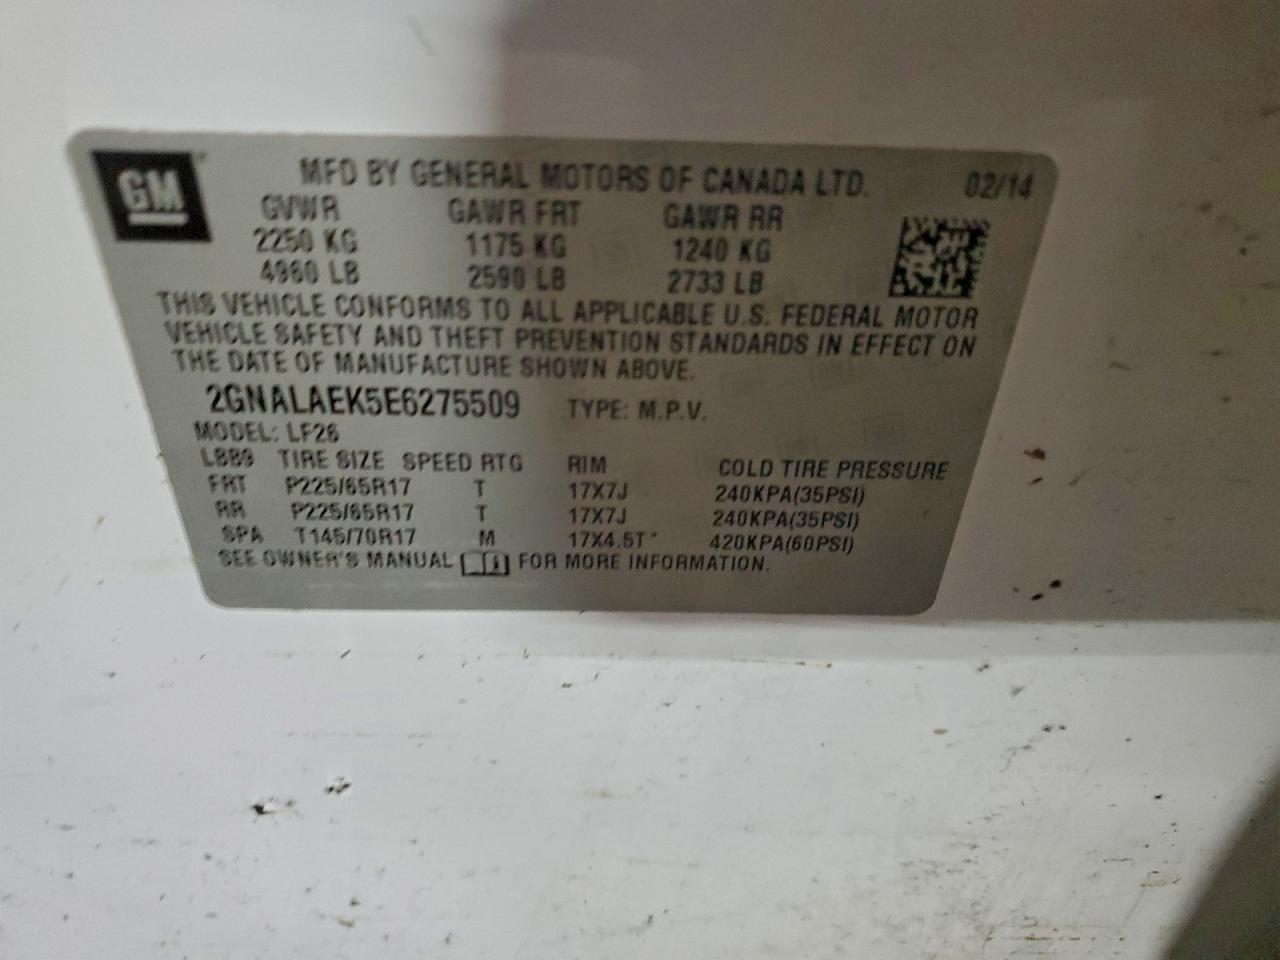 GM
MFD BY GENERAL MOTORS OF CANADA LTD. 02/14
GVWR GAWR FRT GAWR RR
2250 KG 1175 KG 1240 KG
4960 LB 2590 LB 2733 LB
THIS VEHICLE CONFORMS TO ALL APPLICABLE U.S. FEDERAL MOTOR
VEHICLE SAFETY AND THEFT PREVENTION STANDARDS IN EFFECT ON
THE DATE OF MANUFACTURE SHOWN ABOVE.
2GNALAEK5E6275509 TYPE: M.P.V.
MODEL: LF26
L889 TIRE SIZE SPEED RTG RIM COLD TIRE PRESSURE
FRT P225/65R17 T 17X7J 240KPA(35PSI)
RR P225/65R17 T 17X7J 240KPA(35PSI)
SPA T145/70R17 M 17X4.5T 420KPA(60PSI)
SEE OWNER'S MANUAL FOR MORE INFORMATION.